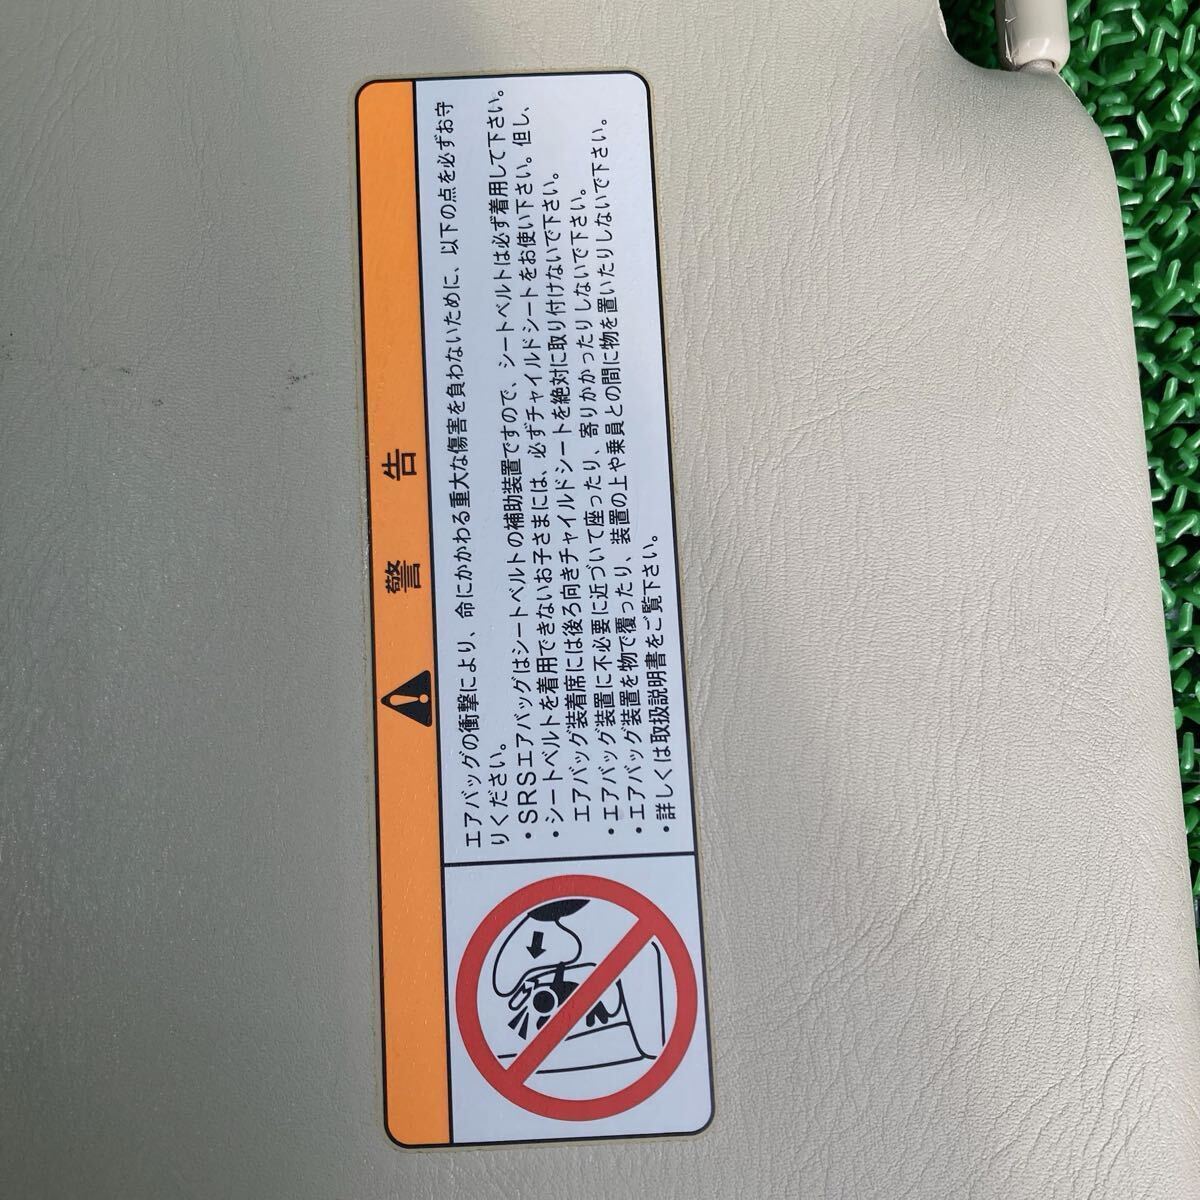 警告
エアバッグの衝撃により、命にかかわる重大な傷害を負わないために、以下の点を必ずお守
りください。
・SRSエアバッグはシートベルトの補助装置ですので、シートベルトは必ず着用して下さい。
・シートベルトを着用できないお子さまには、必ずチャイルドシートをお使い下さい。但し、
エアバッグ装着席には後ろ向きチャイルドシートを絶対に取り付けないで下さい。
・エアバッグ装置に不必要に近づいて座ったり、寄りかかったりしないで下さい。
・エアバッグ装置を物で覆ったり、装置の上や乗員との間に物を置いたりしないで下さい。
・詳しくは取扱説明書をご覧下さい。